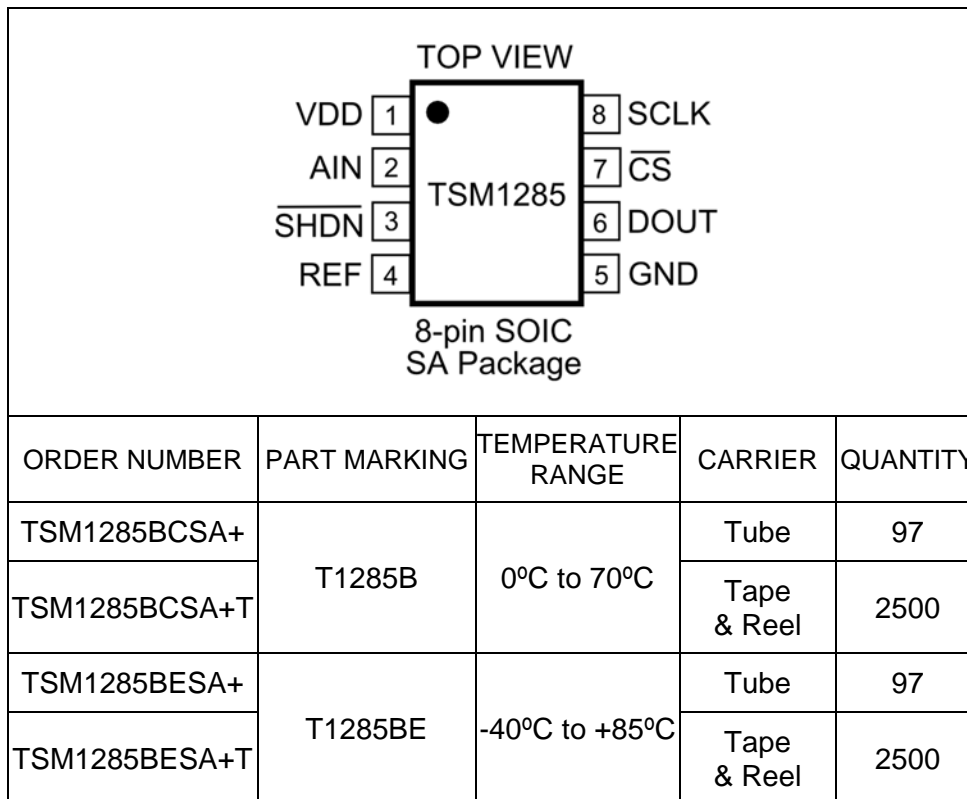 TOP VIEW
VDD 1 8 SCLK
AIN 2 7 C̅S̅
TSM1285
S̅H̅D̅N̅ 3 6 DOUT
REF 4 5 GND
8-pin SOIC
SA Package
ORDER NUMBER PART MARKING TEMPERATURE RANGE CARRIER QUANTITY
TSM1285BCSA+ T1285B 0ºC to 70ºC Tube 97
TSM1285BCSA+T Tape & Reel 2500
TSM1285BESA+ T1285BE -40ºC to +85ºC Tube 97
TSM1285BESA+T Tape & Reel 2500